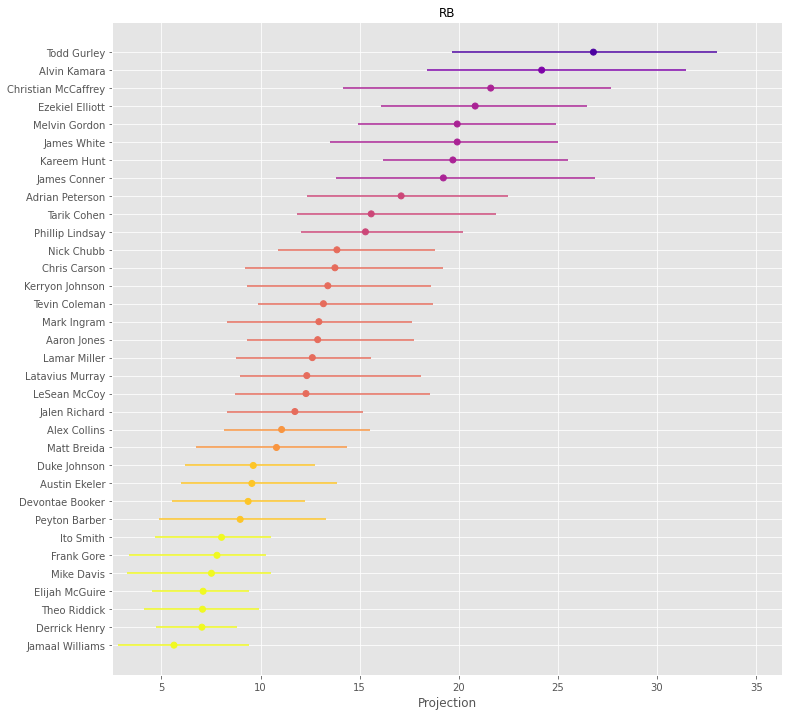 RB
Todd Gurley
Alvin Kamara
Christian McCaffrey
Ezekiel Elliott
Melvin Gordon
James White
Kareem Hunt
James Conner
Adrian Peterson
Tarik Cohen
Phillip Lindsay
Nick Chubb
Chris Carson
Kerryon Johnson
Tevin Coleman
Mark Ingram
Aaron Jones
Lamar Miller
Latavius Murray
LeSean McCoy
Jalen Richard
Alex Collins
Matt Breida
Duke Johnson
Austin Ekeler
Devontae Booker
Peyton Barber
Ito Smith
Frank Gore
Mike Davis
Elijah McGuire
Theo Riddick
Derrick Henry
Jamaal Williams
5 10 15 20 25 30 35
Projection